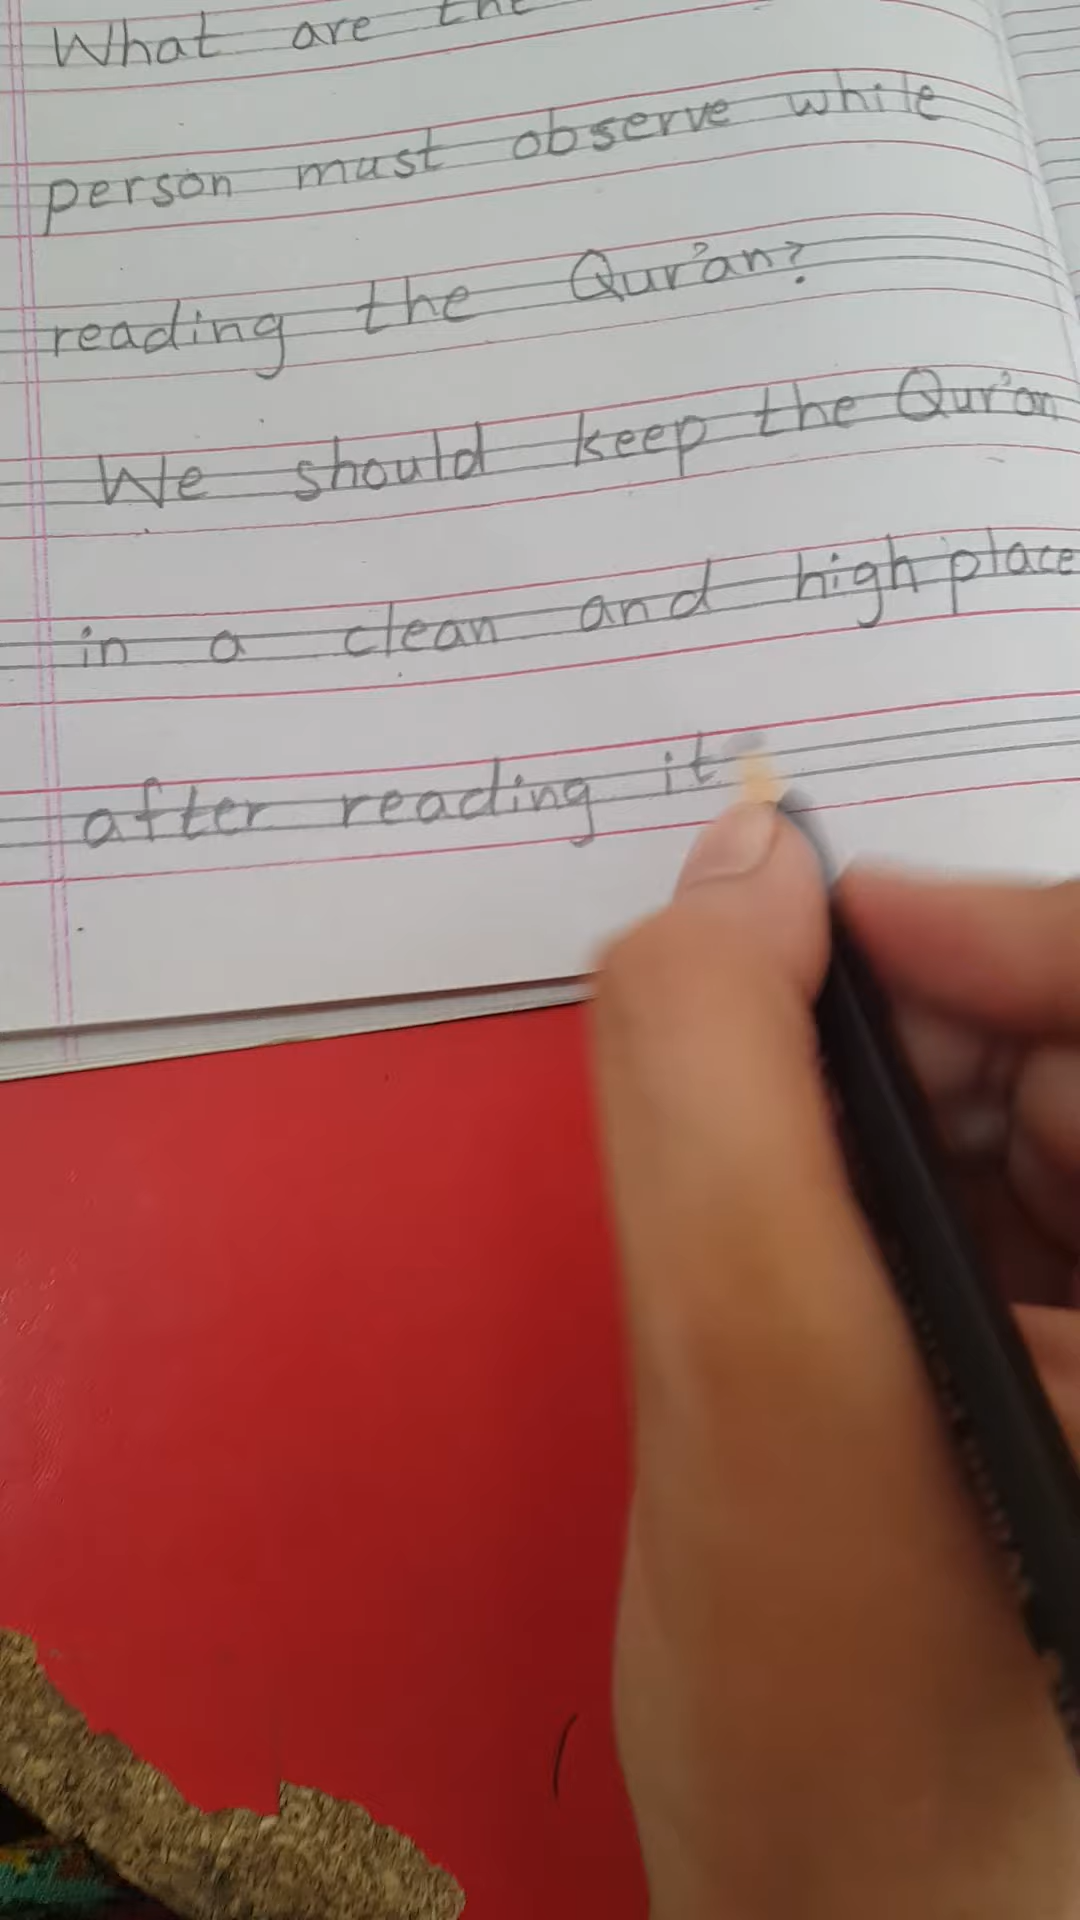 What are the
person must observe while
reading the Qur'an?
We should keep the Qur'an
in a clean and high place
after reading it